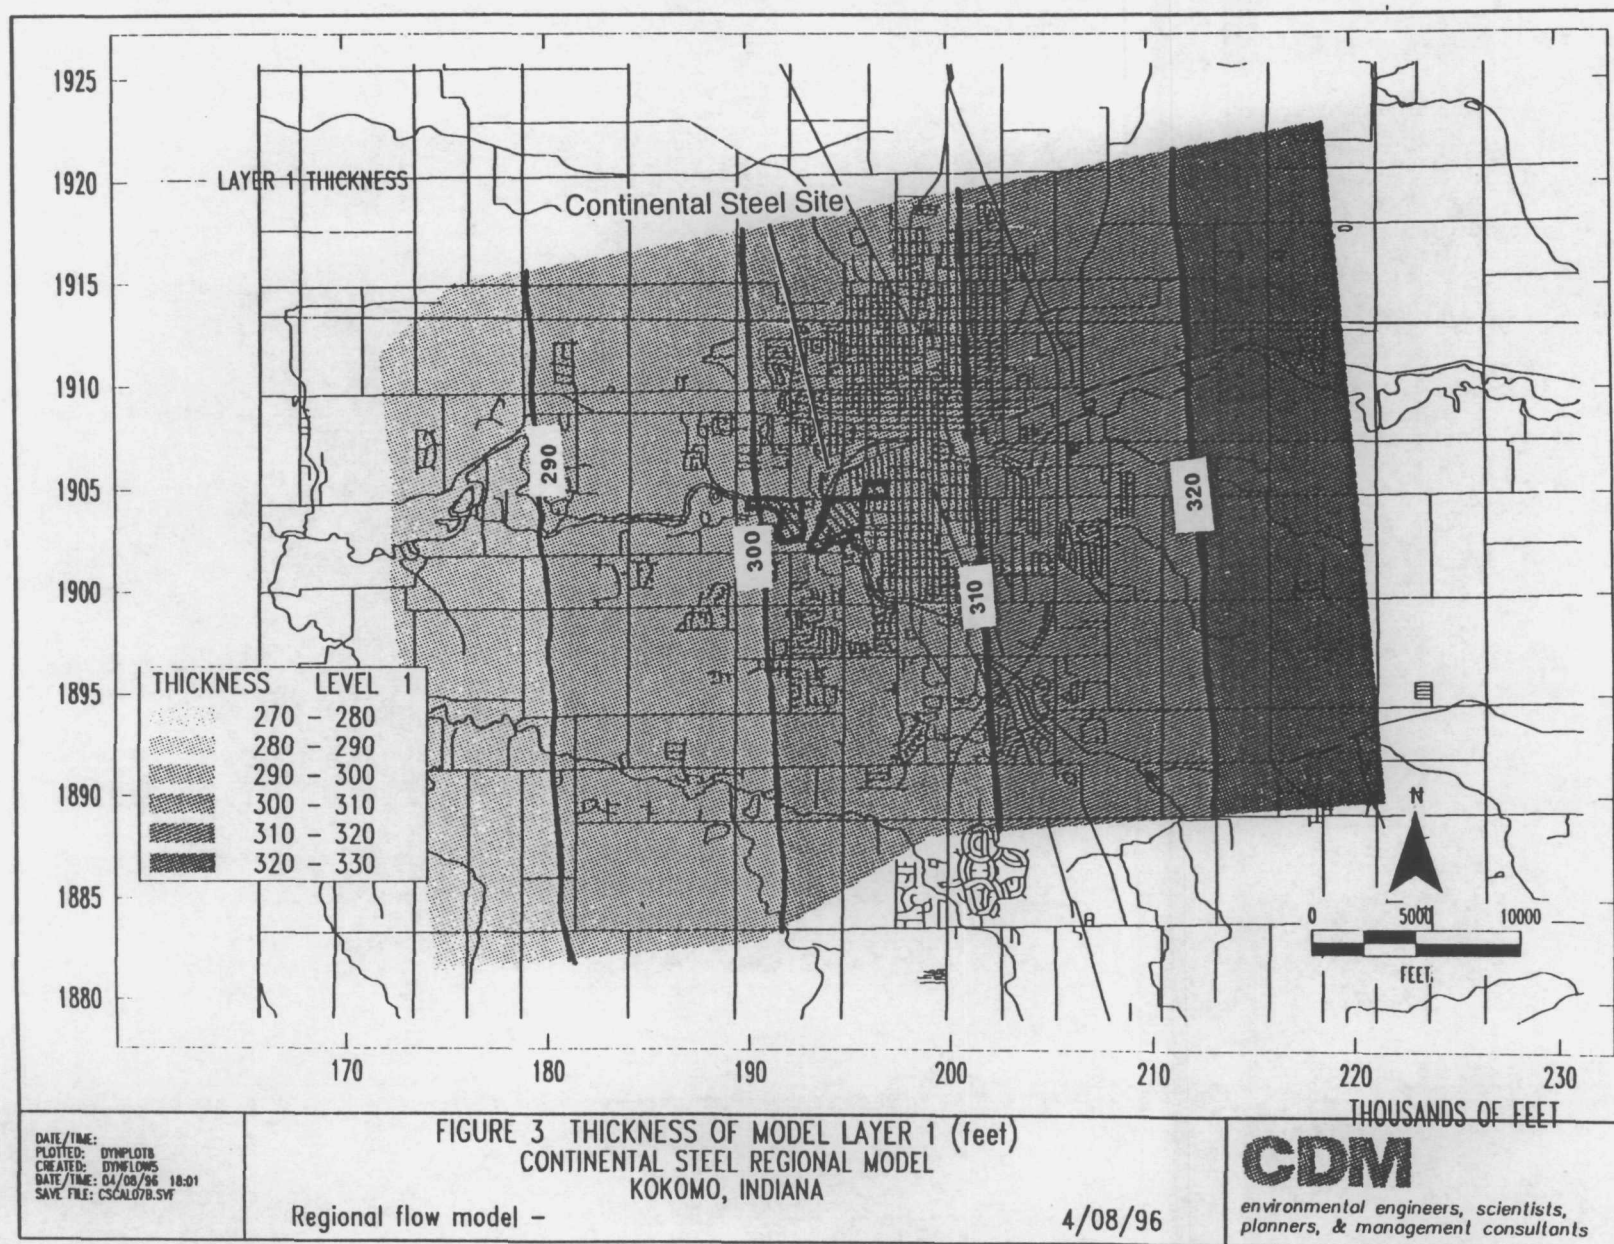 1925
1920
1915
1910
1905
1900
1895
1890
1885
1880
LAYER 1 THICKNESS
Continental Steel Site
290
300
310
320
THICKNESS LEVEL 1
270 - 280
280 - 290
290 - 300
300 - 310
310 - 320
320 - 330
N
0 5000 10000
FEET
170 180 190 200 210 220 230
THOUSANDS OF FEET
DATE/TIME:
PLOTTED: DYNPLOT8
CREATED: DYNFLOW5
DATE/TIME: 04/08/96 18:01
SAVE FILE: CSCAL07B.SVF
FIGURE 3 THICKNESS OF MODEL LAYER 1 (feet)
CONTINENTAL STEEL REGIONAL MODEL
KOKOMO, INDIANA
Regional flow model -
4/08/96
CDM
environmental engineers, scientists,
planners, & management consultants